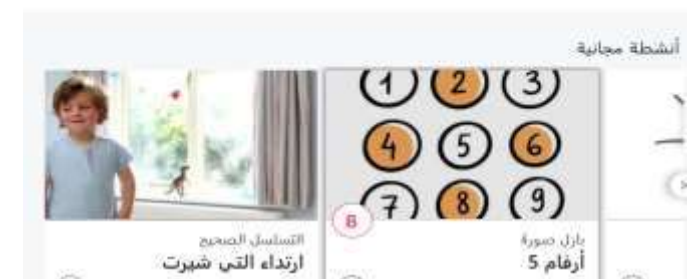 أنشطة مجانية
1 2 3
4 5 6
7 8 9
B
بازل صورة
أرقام 5
التسلسل الصحيح
ارتداء التي شيرت